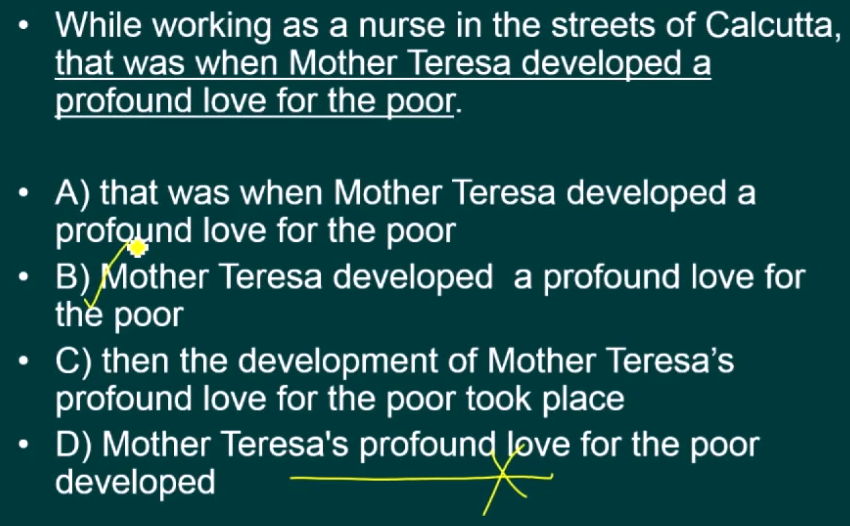 • While working as a nurse in the streets of Calcutta,
that was when Mother Teresa developed a
profound love for the poor.
• A) that was when Mother Teresa developed a
profound love for the poor
• B) Mother Teresa developed  a profound love for
the poor
• C) then the development of Mother Teresa’s
profound love for the poor took place
• D) Mother Teresa's profound love for the poor
developed